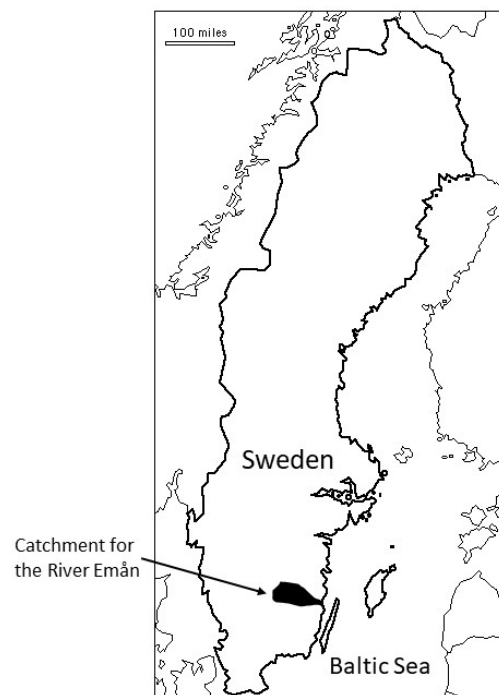 100 miles
Sweden
Catchment for
the River Emån
Baltic Sea